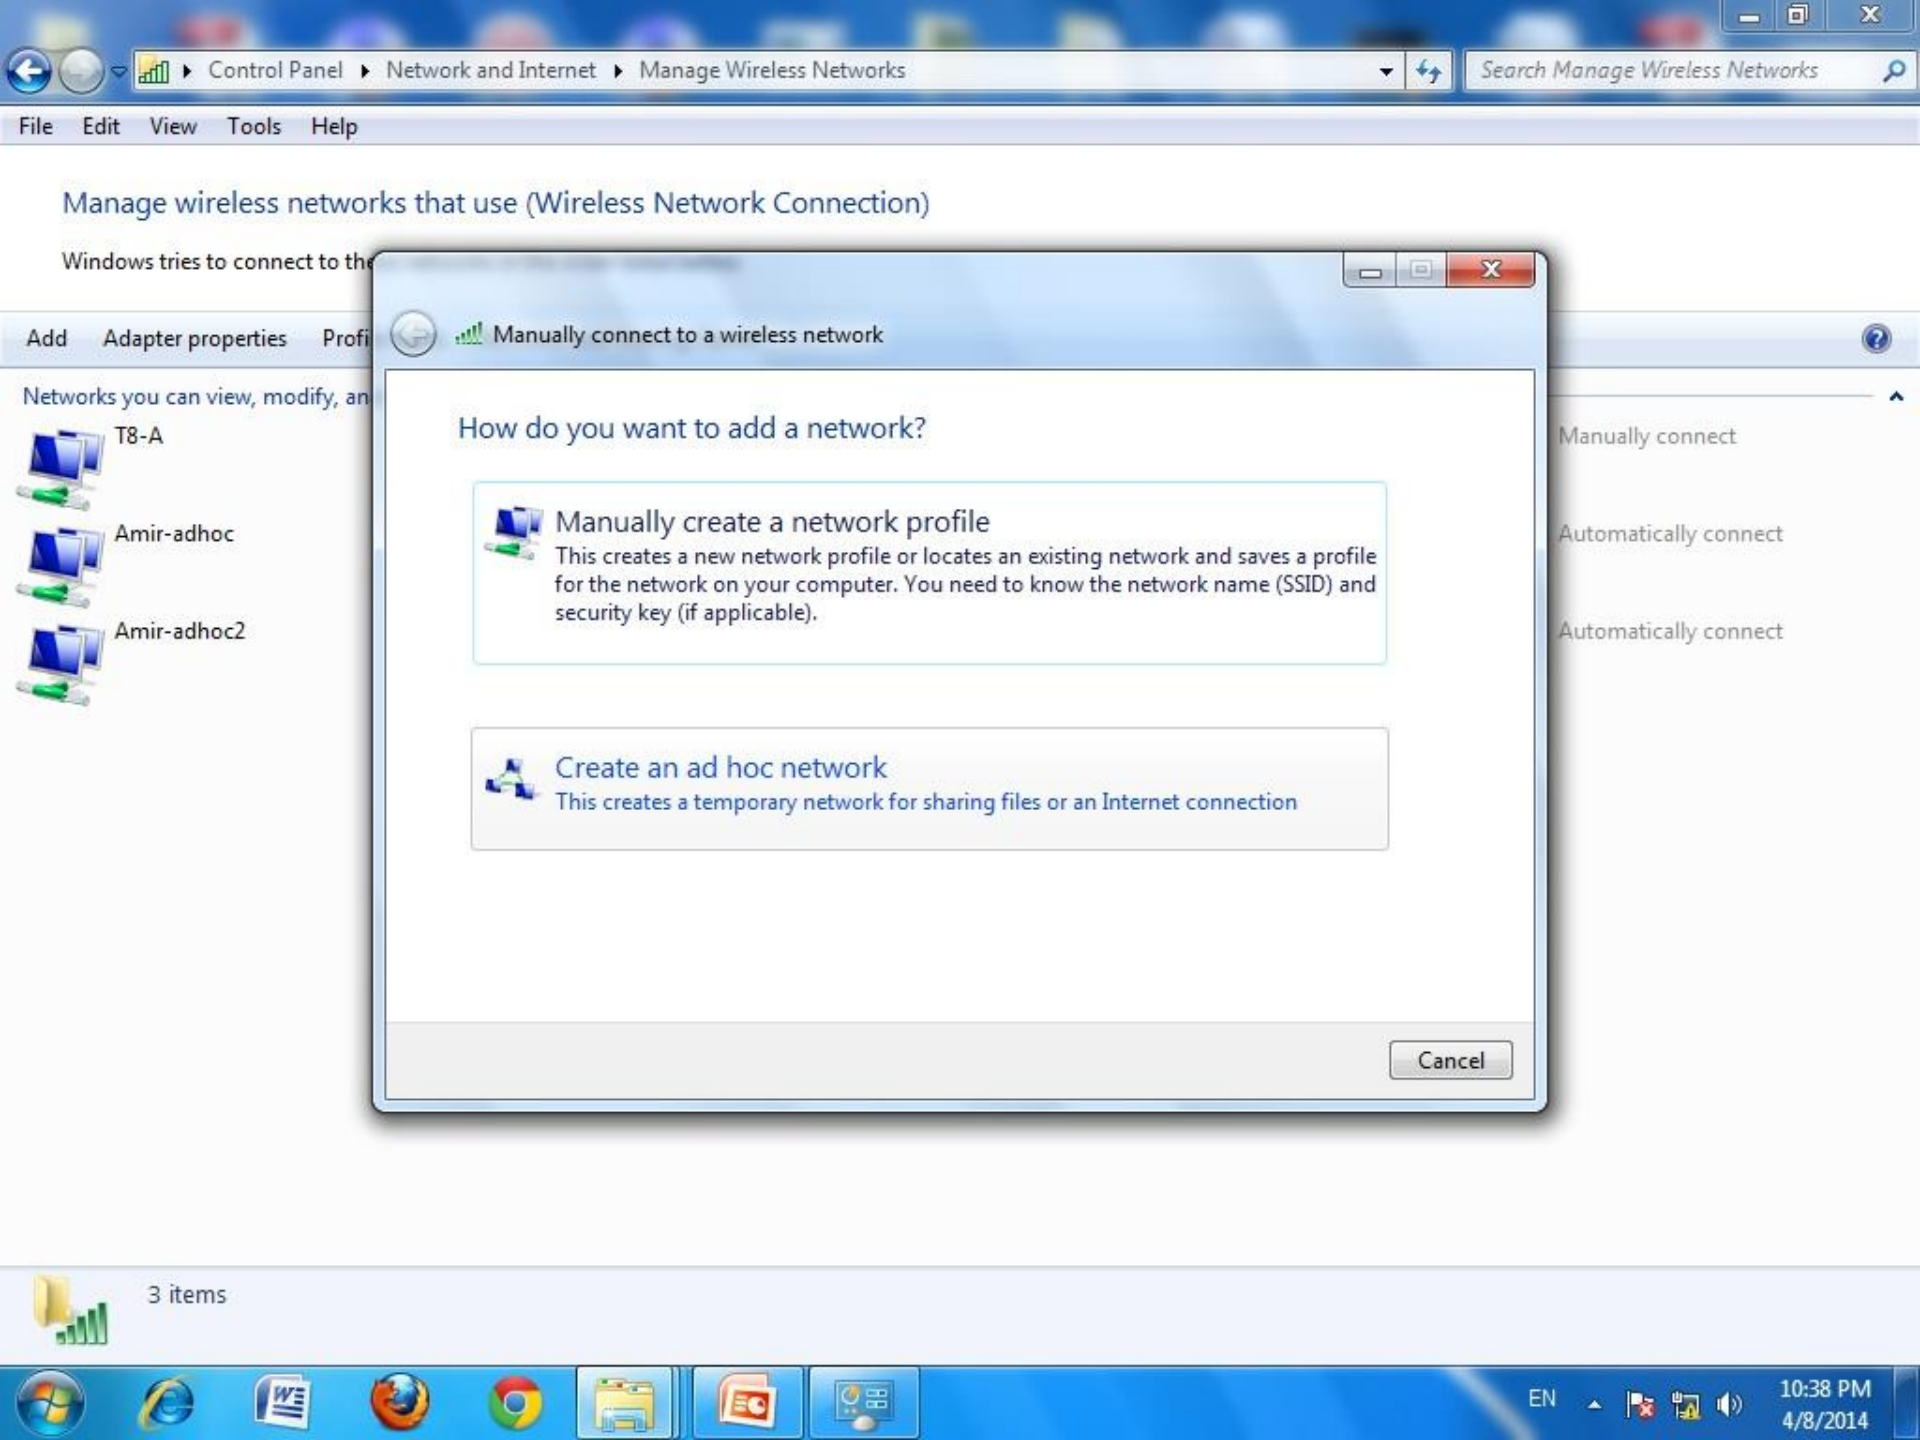 Control Panel Network and Internet Manage Wireless Networks
Search Manage Wireless Networks
File Edit View Tools Help
Manage wireless networks that use (Wireless Network Connection)
Windows tries to connect to the
Add Adapter properties Profi
Manually connect to a wireless network
Networks you can view, modify, an
T8-A
Manually connect
Amir-adhoc
Automatically connect
Amir-adhoc2
Automatically connect
How do you want to add a network?
Manually create a network profile
This creates a new network profile or locates an existing network and saves a profile
for the network on your computer. You need to know the network name (SSID) and
security key (if applicable).
Create an ad hoc network
This creates a temporary network for sharing files or an Internet connection
Cancel
3 items
EN
10:38 PM
4/8/2014